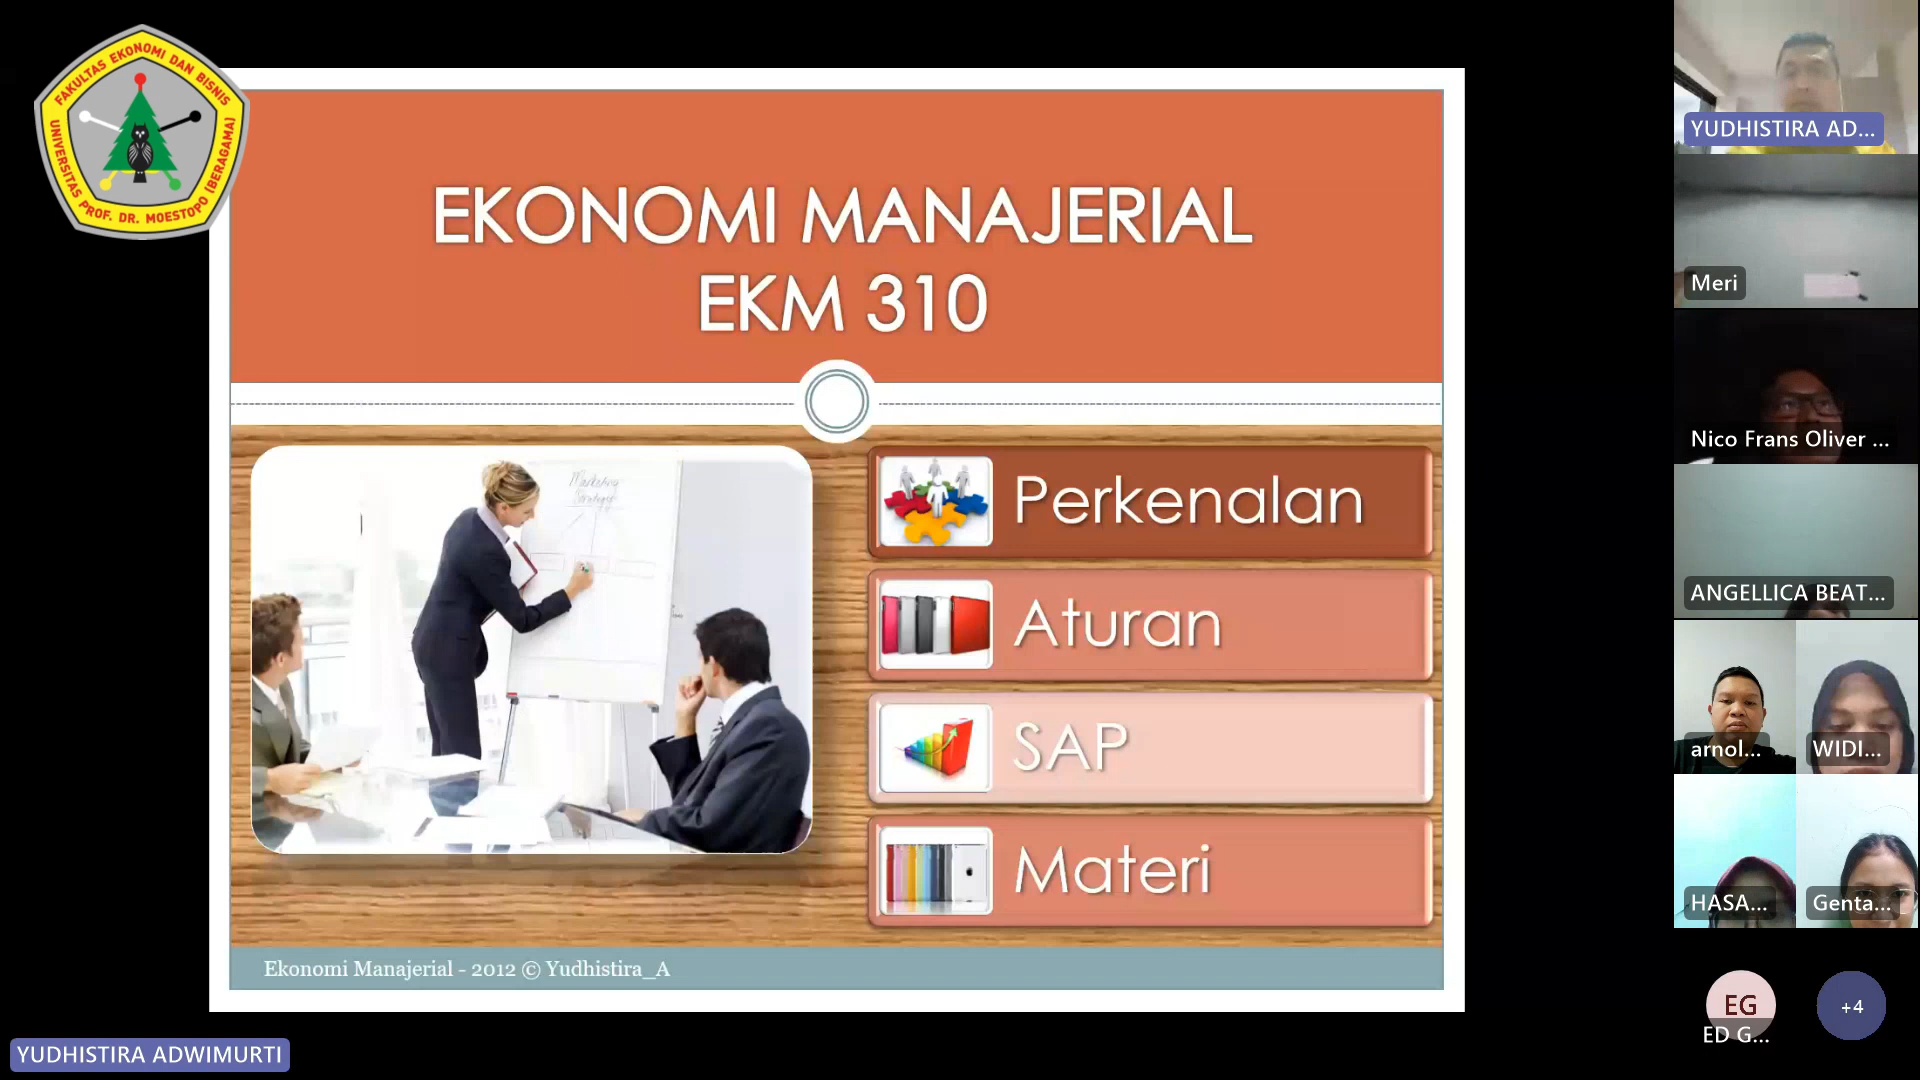 FAKULTAS EKONOMI DAN BISNIS
UNIVERSITAS PROF. DR. MOESTOPO (BERAGAMA)
EKONOMI MANAJERIAL
EKM 310
Marketing
Strategy
Perkenalan
Aturan
SAP
Materi
Ekonomi Manajerial - 2012 © Yudhistira_A
YUDHISTIRA ADWIMURTI
YUDHISTIRA AD...
Meri
Nico Frans Oliver ...
ANGELLICA BEAT...
arnol...
WIDI...
HASA...
Genta...
EG
ED G...
+4